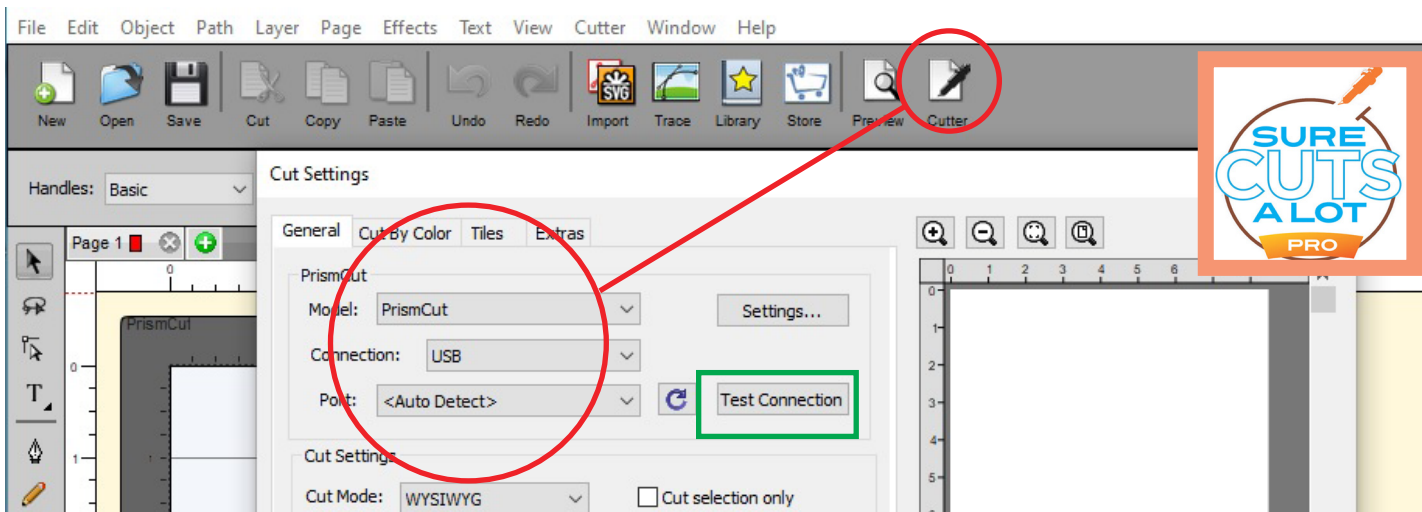 File Edit Object Path Layer Page Effects Text View Cutter Window Help
SVG
New Open Save Cut Copy Paste Undo Redo Import Trace Library Store Preview Cutter
SURE
CUTS
A LOT
PRO
Handles: Basic
Cut Settings
Page 1
General Cut By Color Tiles Extras
PrismCut
Model: PrismCut Settings...
Connection: USB
Port: <Auto Detect> Test Connection
Cut Settings
Cut Mode: WYSIWYG Cut selection only
PrismCut
T
0
0
1
0 1 2 3 4 5 6
0
1
2
3
4
5